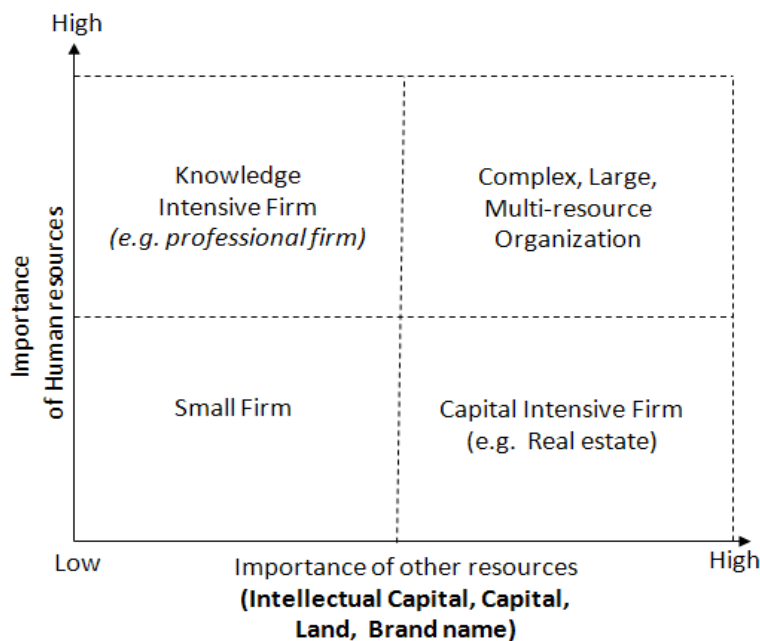 High
Knowledge
Intensive Firm
(e.g. professional firm)
Complex, Large,
Multi-resource
Organization
Importance
of Human resources
Small Firm
Capital Intensive Firm
(e.g. Real estate)
Low
Importance of other resources
(Intellectual Capital, Capital,
Land, Brand name)
High